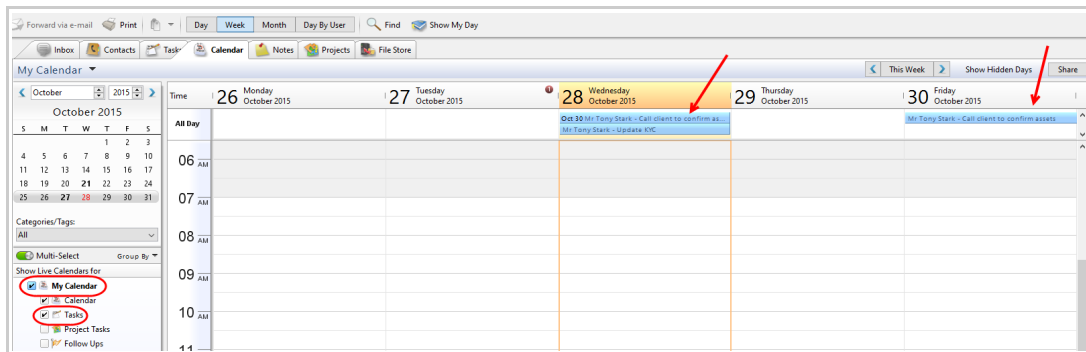 Forward via e-mail Print Day Week Month Day By User Find Show My Day
Inbox Contacts Task Calendar Notes Projects File Store
My Calendar This Week Show Hidden Days Share
October 2015
October 2015
S M T W T F S
1 2 3
4 5 6 7 8 9 10
11 12 13 14 15 16 17
18 19 20 21 22 23 24
25 26 27 28 29 30 31
Categories/Tags:
All
Multi-Select Group By
Show Live Calendars for
My Calendar
Calendar
Tasks
Project Tasks
Follow Ups
Time
26 Monday October 2015
27 Tuesday October 2015
28 Wednesday October 2015
29 Thursday October 2015
30 Friday October 2015
All Day
Oct 30 Mr Tony Stark - Call client to confirm as...
Mr Tony Stark - Update KYC
Mr Tony Stark - Call client to confirm assets
06 AM
07 AM
08 AM
09 AM
10 AM
11